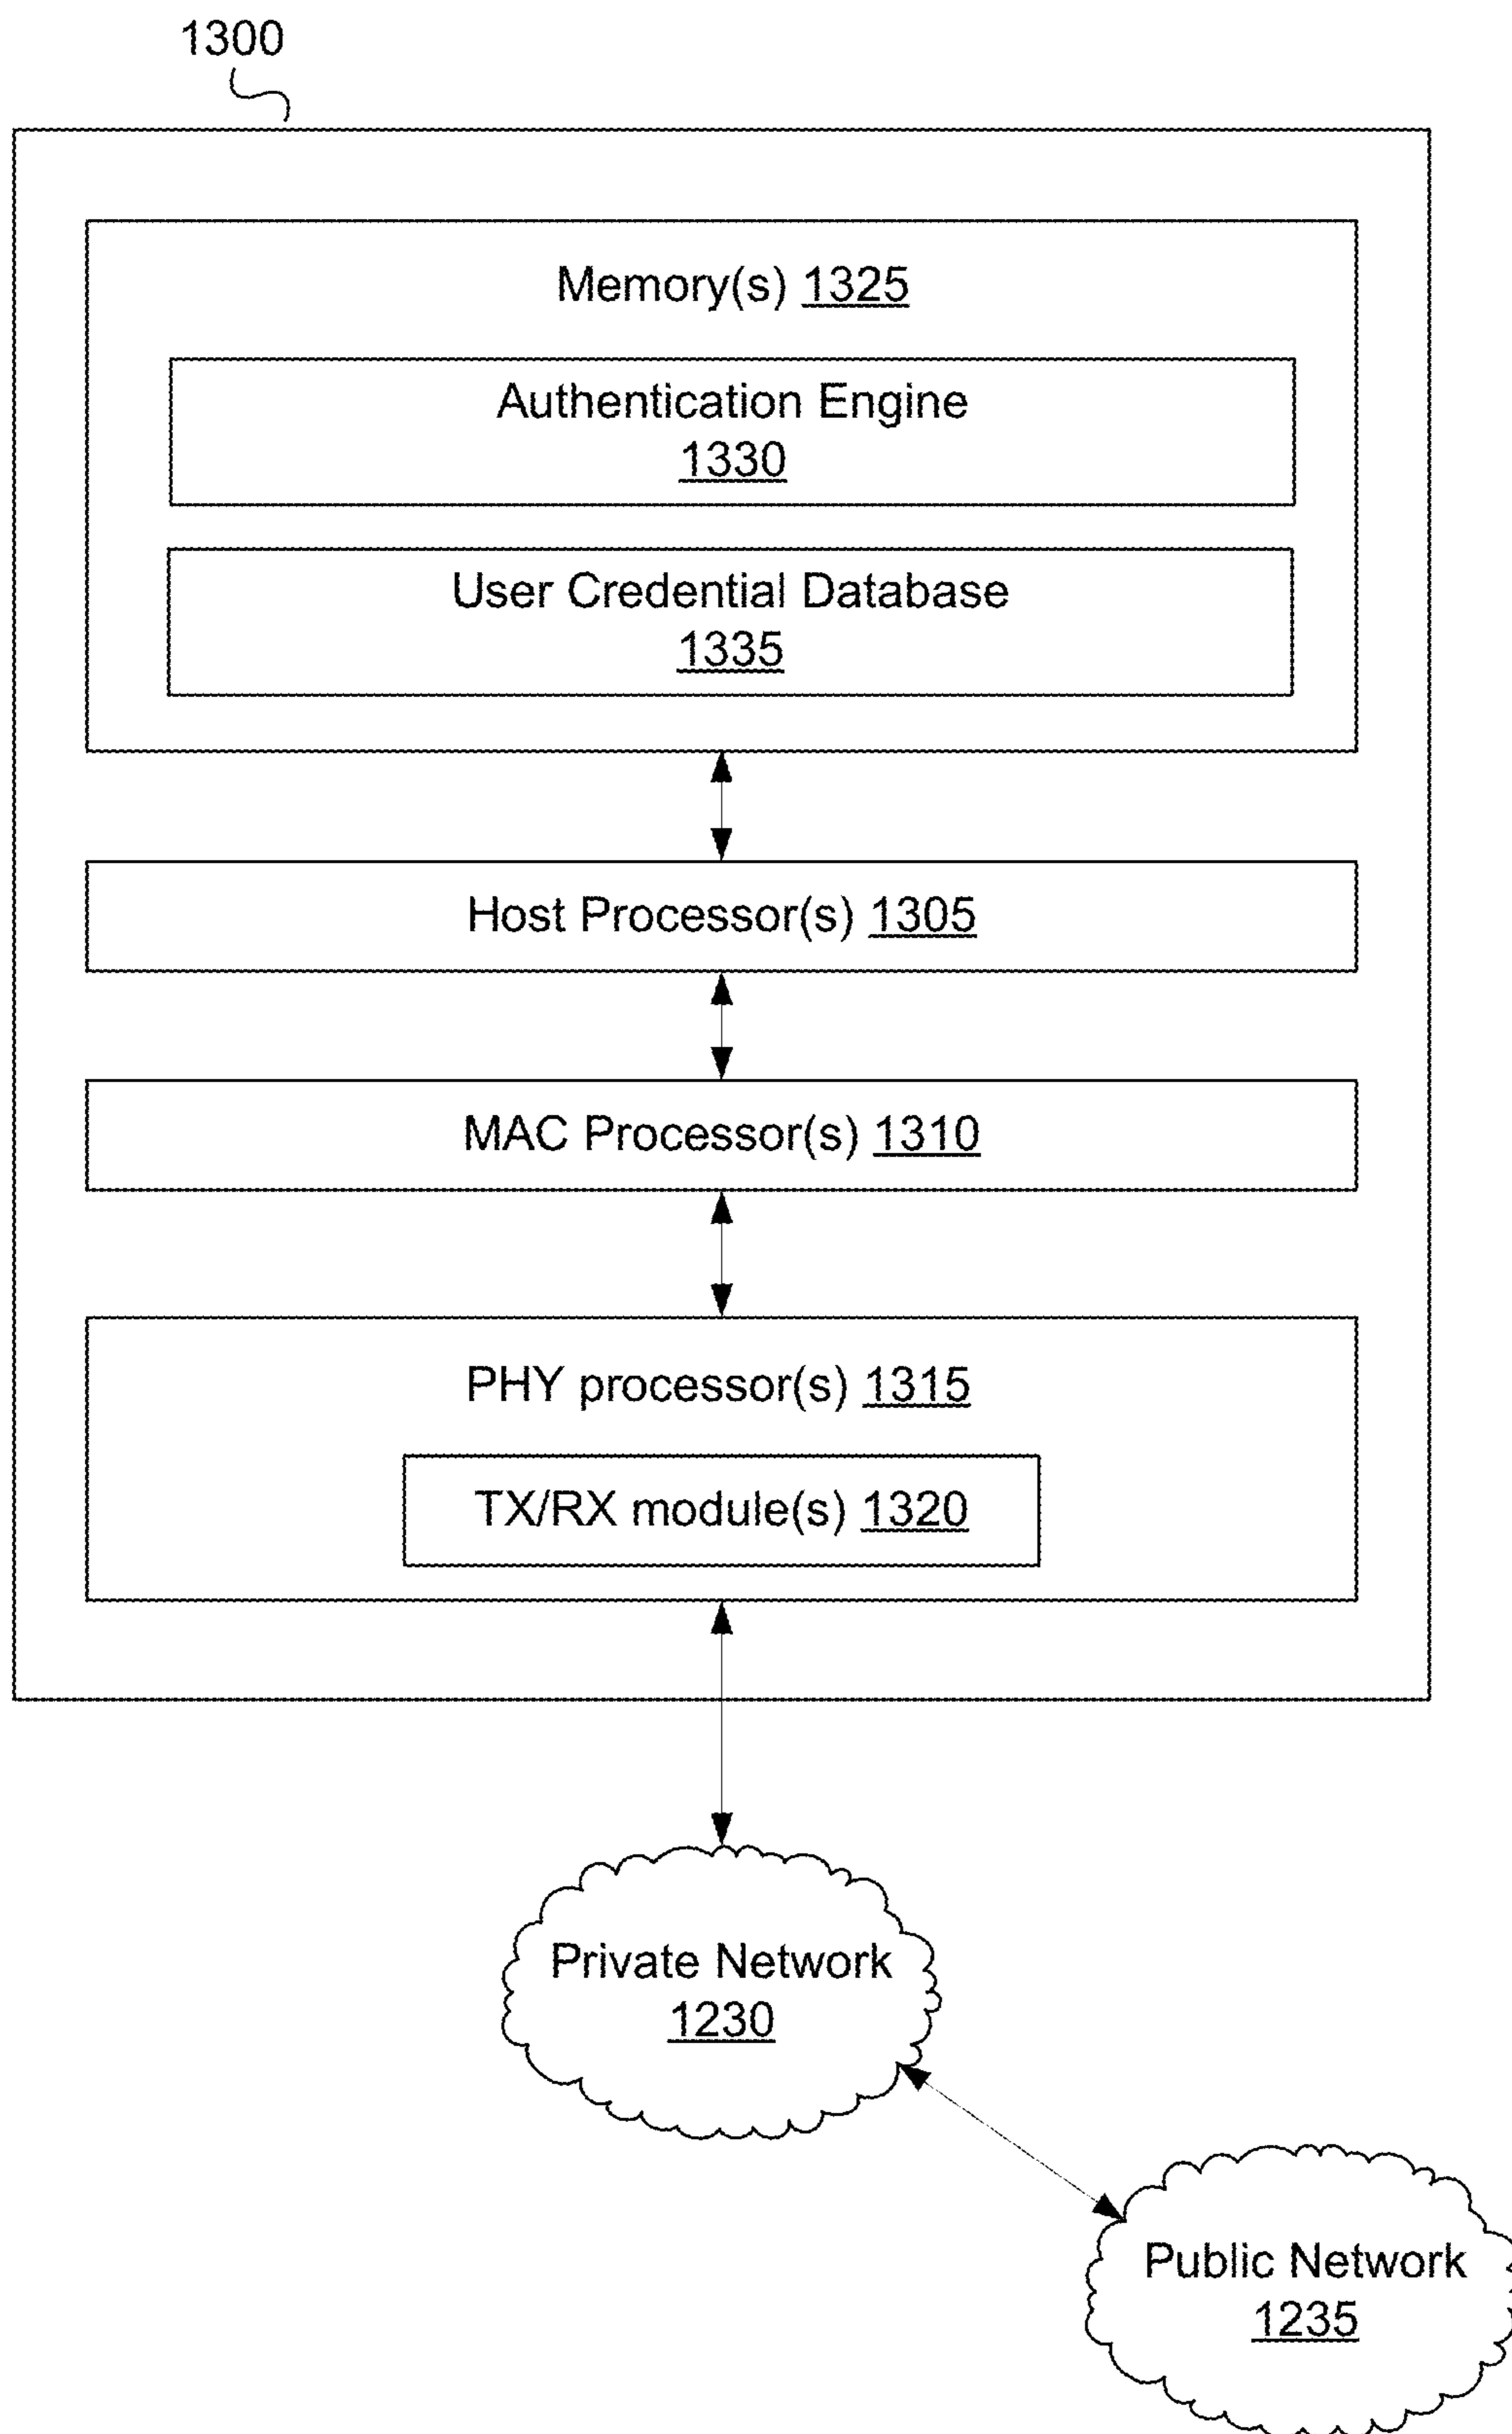 1300
Memory(s) 1325
Authentication Engine
1330
User Credential Database
1335
Host Processor(s) 1305
MAC Processor(s) 1310
PHY processor(s) 1315
TX/RX module(s) 1320
Private Network
1230
Public Network
1235